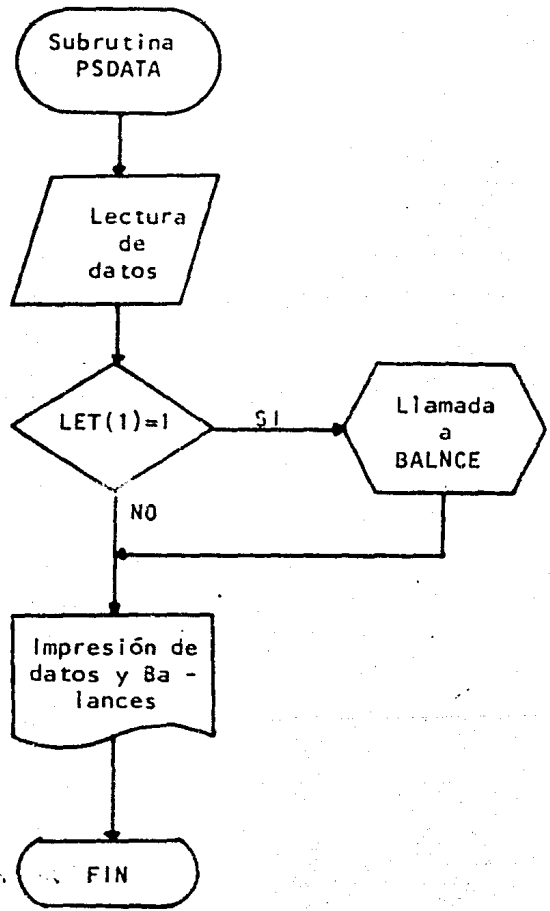 Subrutina
PSDATA
Lectura
de
datos
LET(1)=1
SI
Llamada
a
BALNCE
NO
Impresión de
datos y Ba -
lances
FIN